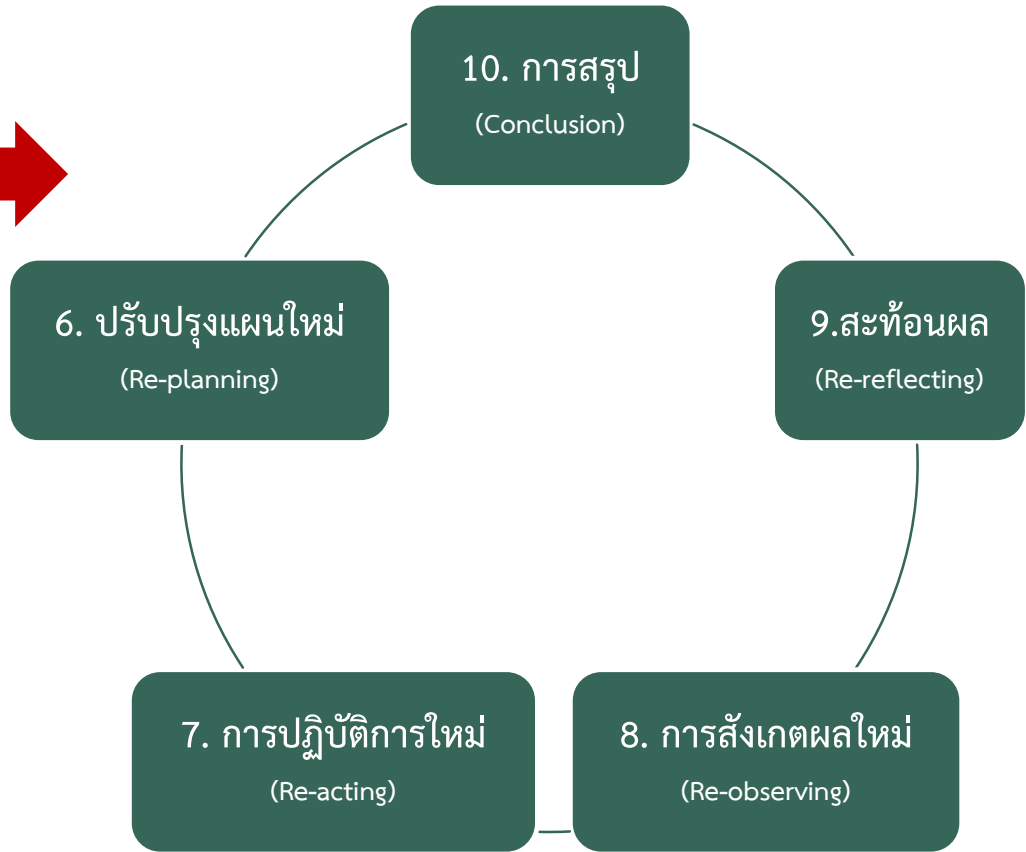 10. การสรุป
(Conclusion)
6. ปรับปรุงแผนใหม่
(Re-planning)
9.สะท้อนผล
(Re-reflecting)
7. การปฏิบัติการใหม่
(Re-acting)
8. การสังเกตผลใหม่
(Re-observing)